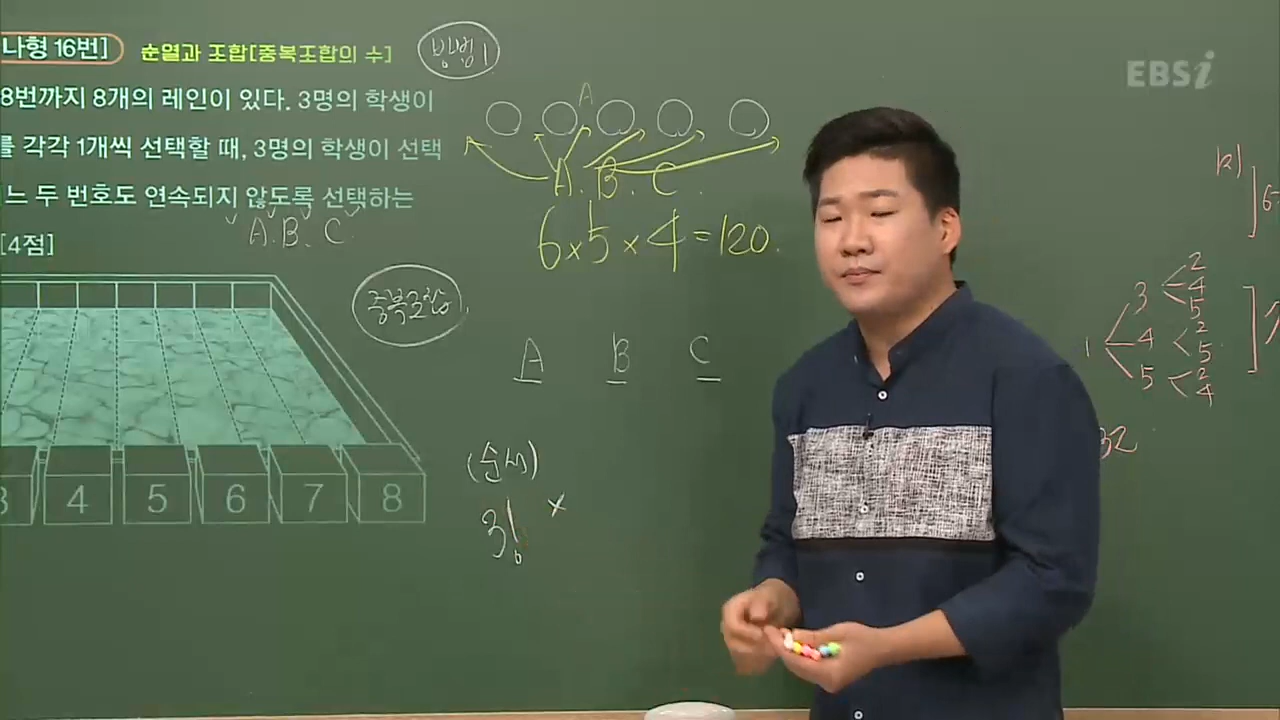 나형 16번]
순열과 조합[중복조합의 수]
방법1
EBSi
8번까지 8개의 레인이 있다. 3명의 학생이
를 각각 1개씩 선택할 때, 3명의 학생이 선택
느 두 번호도 연속되지 않도록 선택하는
[4점]
A
A. B. C.
6×5×4=120.
A. B. C.
중복조합
A B C
(순서)
3! ×
3 4 5 6 7 8
1
3
4
5
2
4
5
2
5
2
4
32